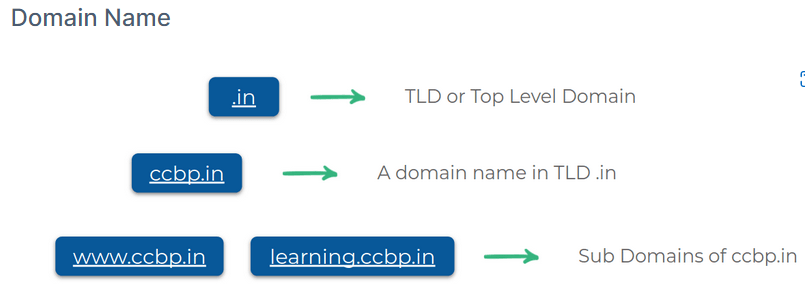 Domain Name
.in TLD or Top Level Domain
ccbp.in A domain name in TLD .in
www.ccbp.in learning.ccbp.in Sub Domains of ccbp.in